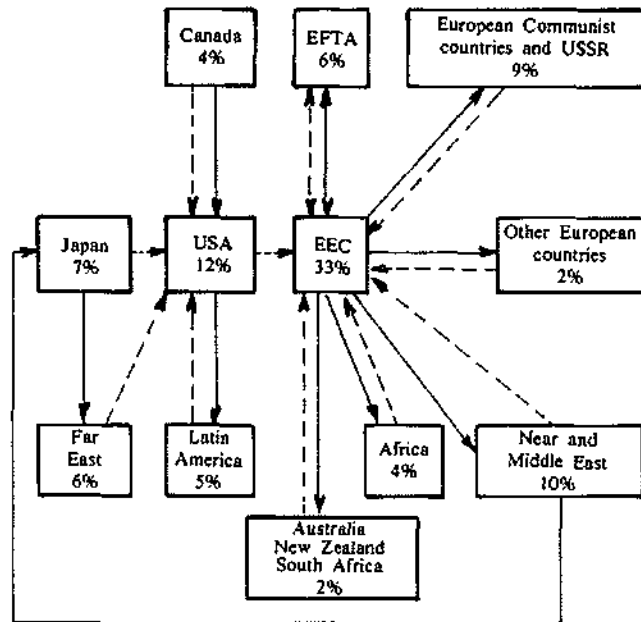 Canada
4%
EFTA
6%
European Communist
countries and USSR
9%
Japan
7%
USA
12%
EEC
33%
Other European
countries
2%
Far
East
6%
Latin
America
5%
Africa
4%
Near and
Middle East
10%
Australia
New Zealand
South Africa
2%